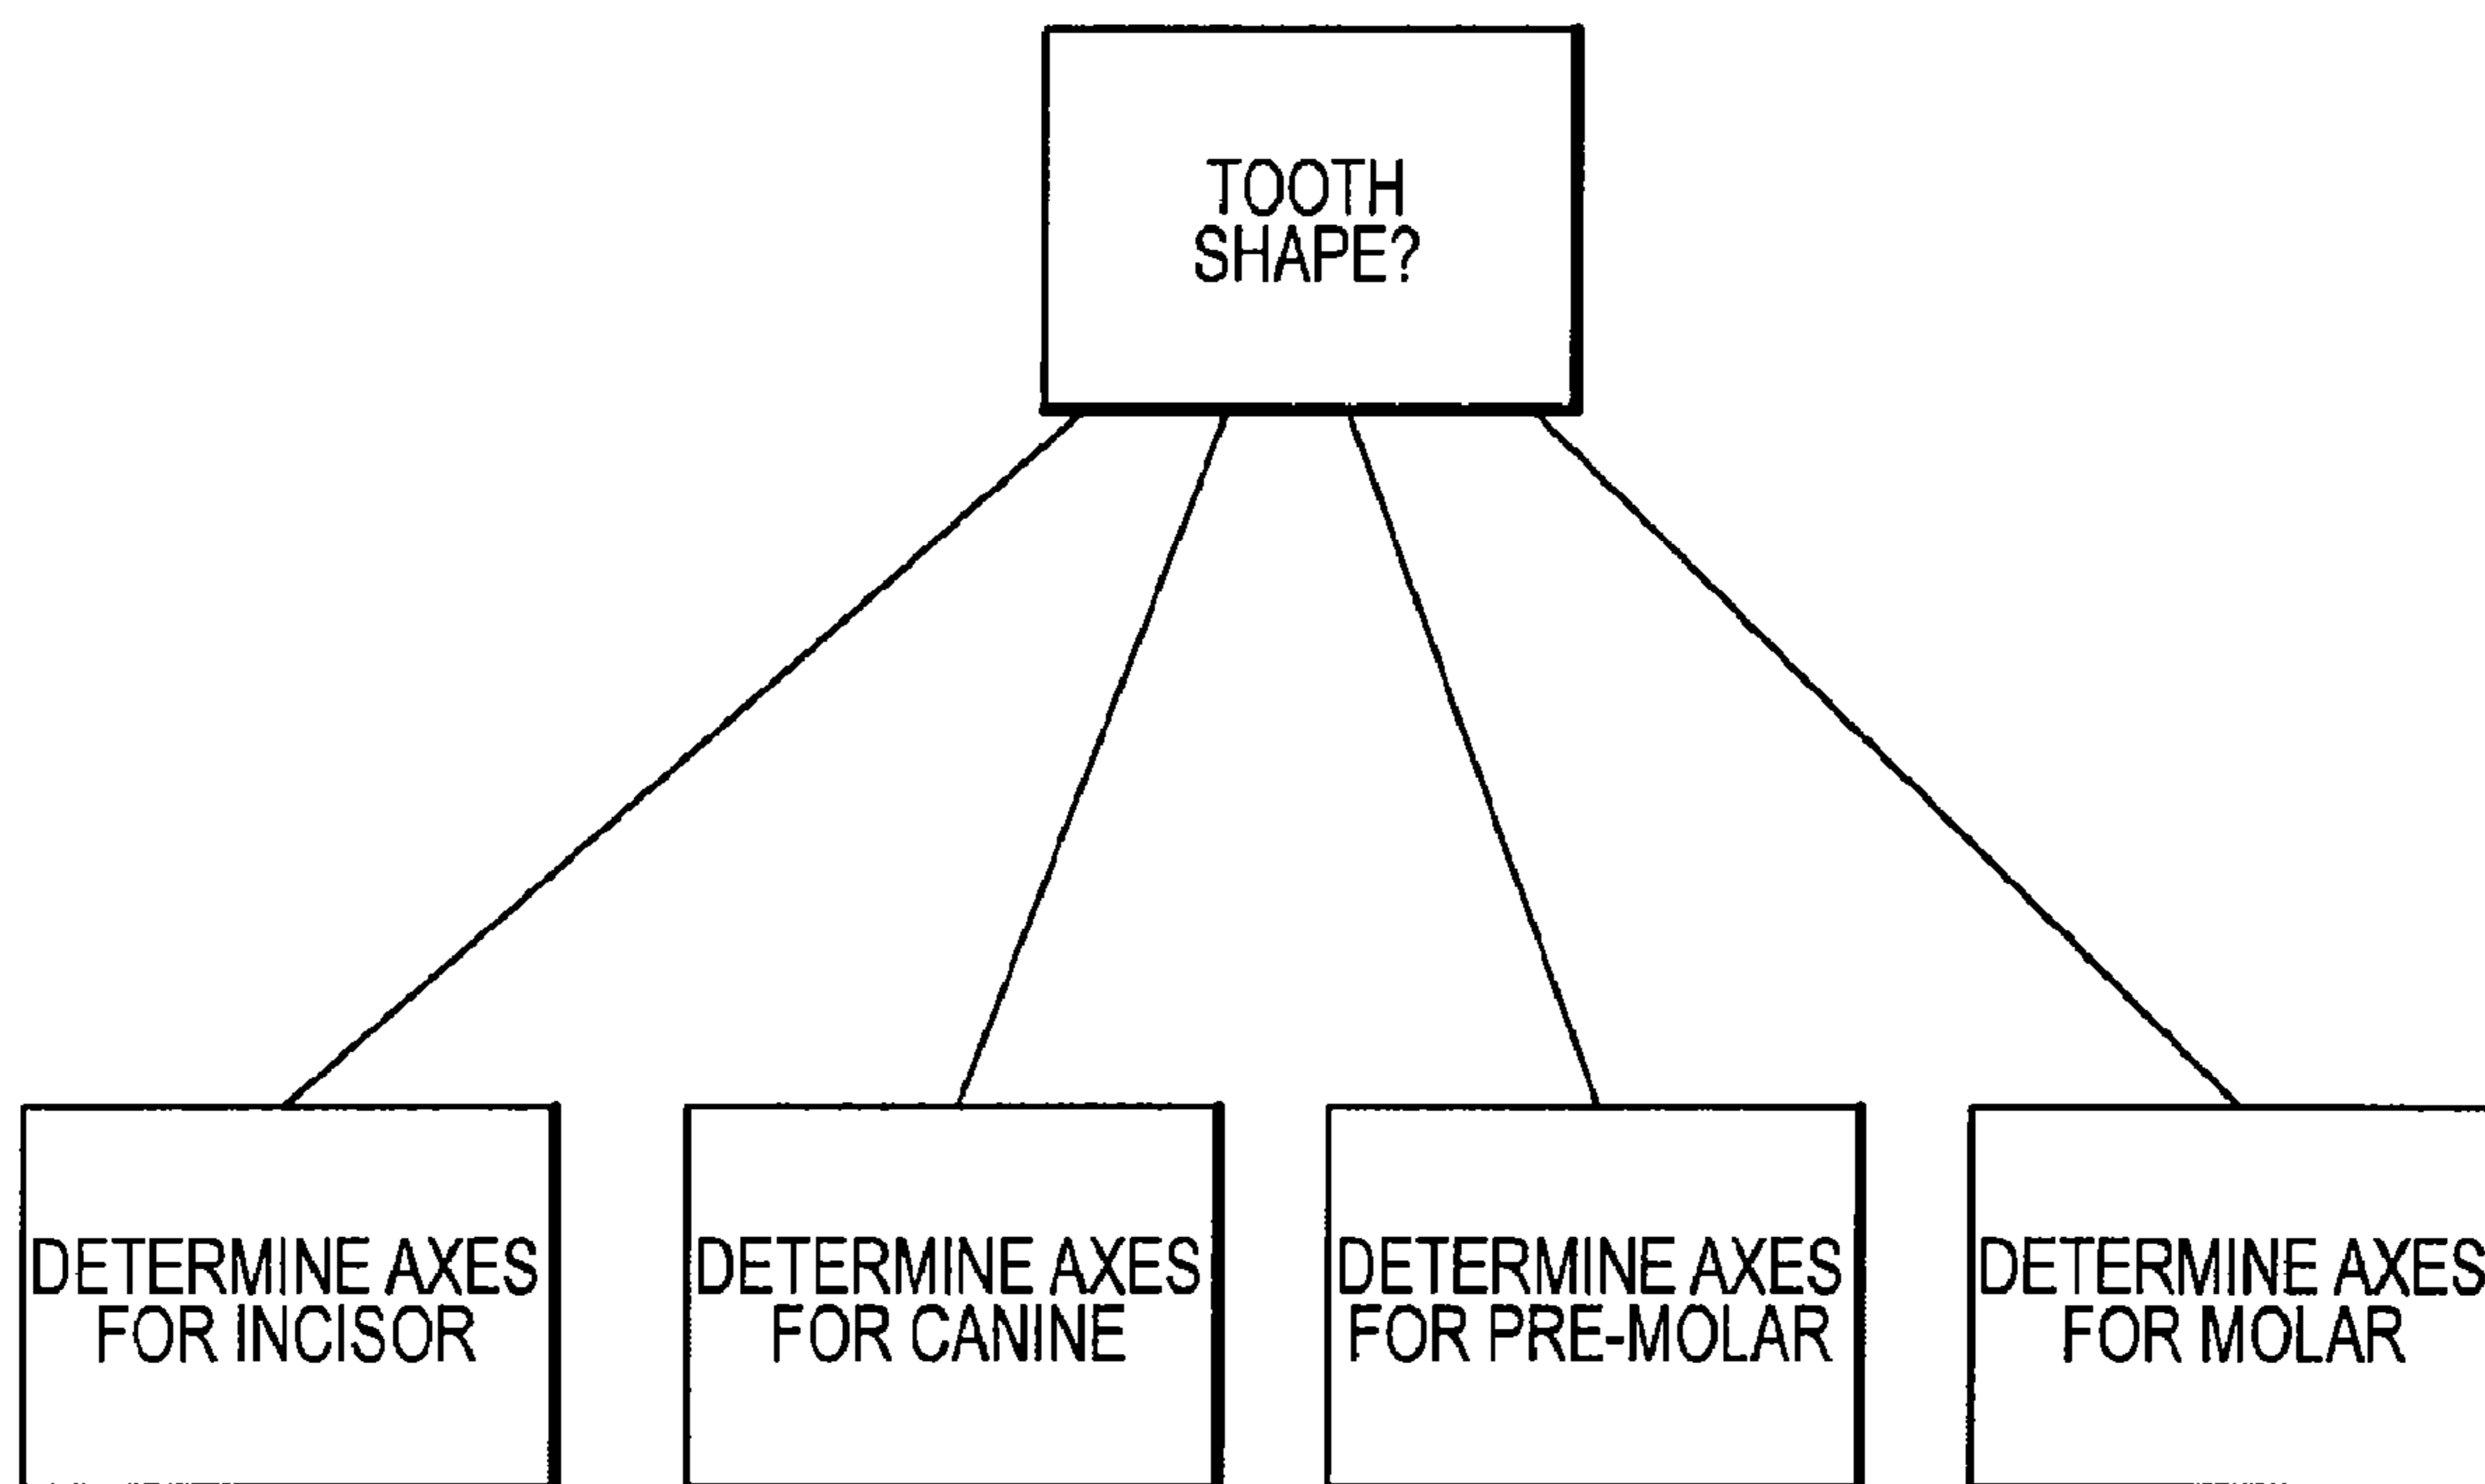 TOOTH
SHAPE?
DETERMINE AXES
FOR INCISOR
DETERMINE AXES
FOR CANINE
DETERMINE AXES
FOR PRE-MOLAR
DETERMINE AXES
FOR MOLAR